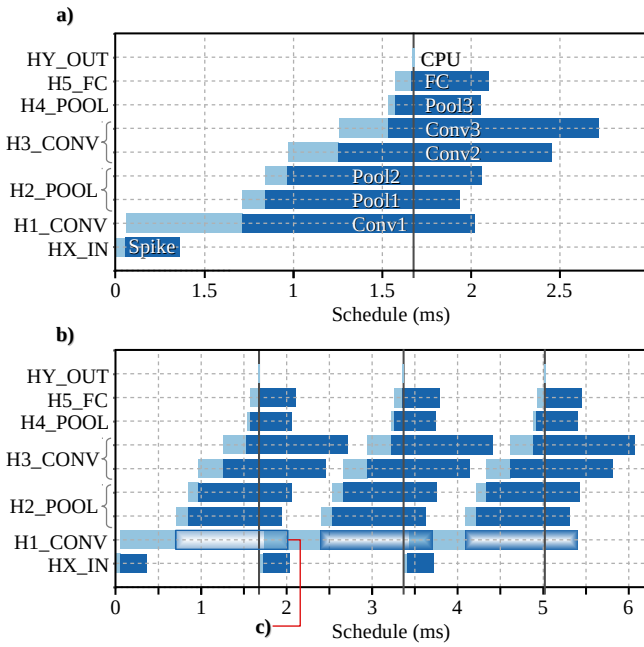 a)
HY_OUT
CPU
H5_FC
FC
H4_POOL
Pool3
H3_CONV
Conv3
Conv2
H2_POOL
Pool2
Pool1
H1_CONV
Conv1
HX_IN
Spike
0 1.5 1 1.5 2 2.5
Schedule (ms)
b)
HY_OUT
H5_FC
H4_POOL
H3_CONV
H2_POOL
H1_CONV
HX_IN
0 1 2 3 4 5 6
c)
Schedule (ms)